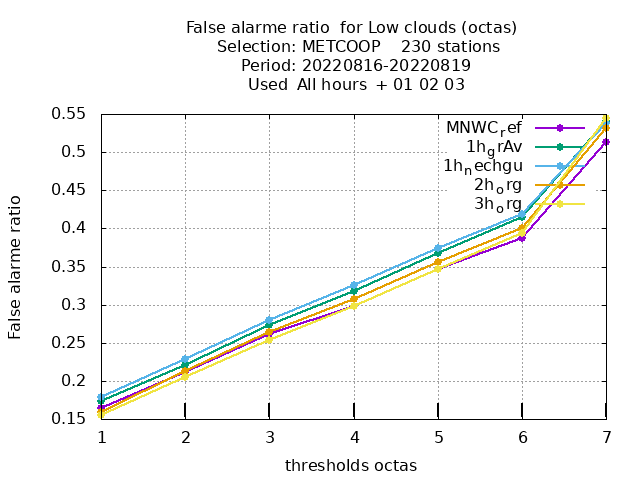 False alarme ratio  for Low clouds (octas)
Selection: METCOOP    230 stations
Period: 20220816-20220819
Used  All hours  + 01 02 03
False alarme ratio
0.55
0.5
0.45
0.4
0.35
0.3
0.25
0.2
0.15
MNWC_ref
1h_grAv
1h_nechgu
2h_org
3h_org
1 2 3 4 5 6 7
thresholds octas